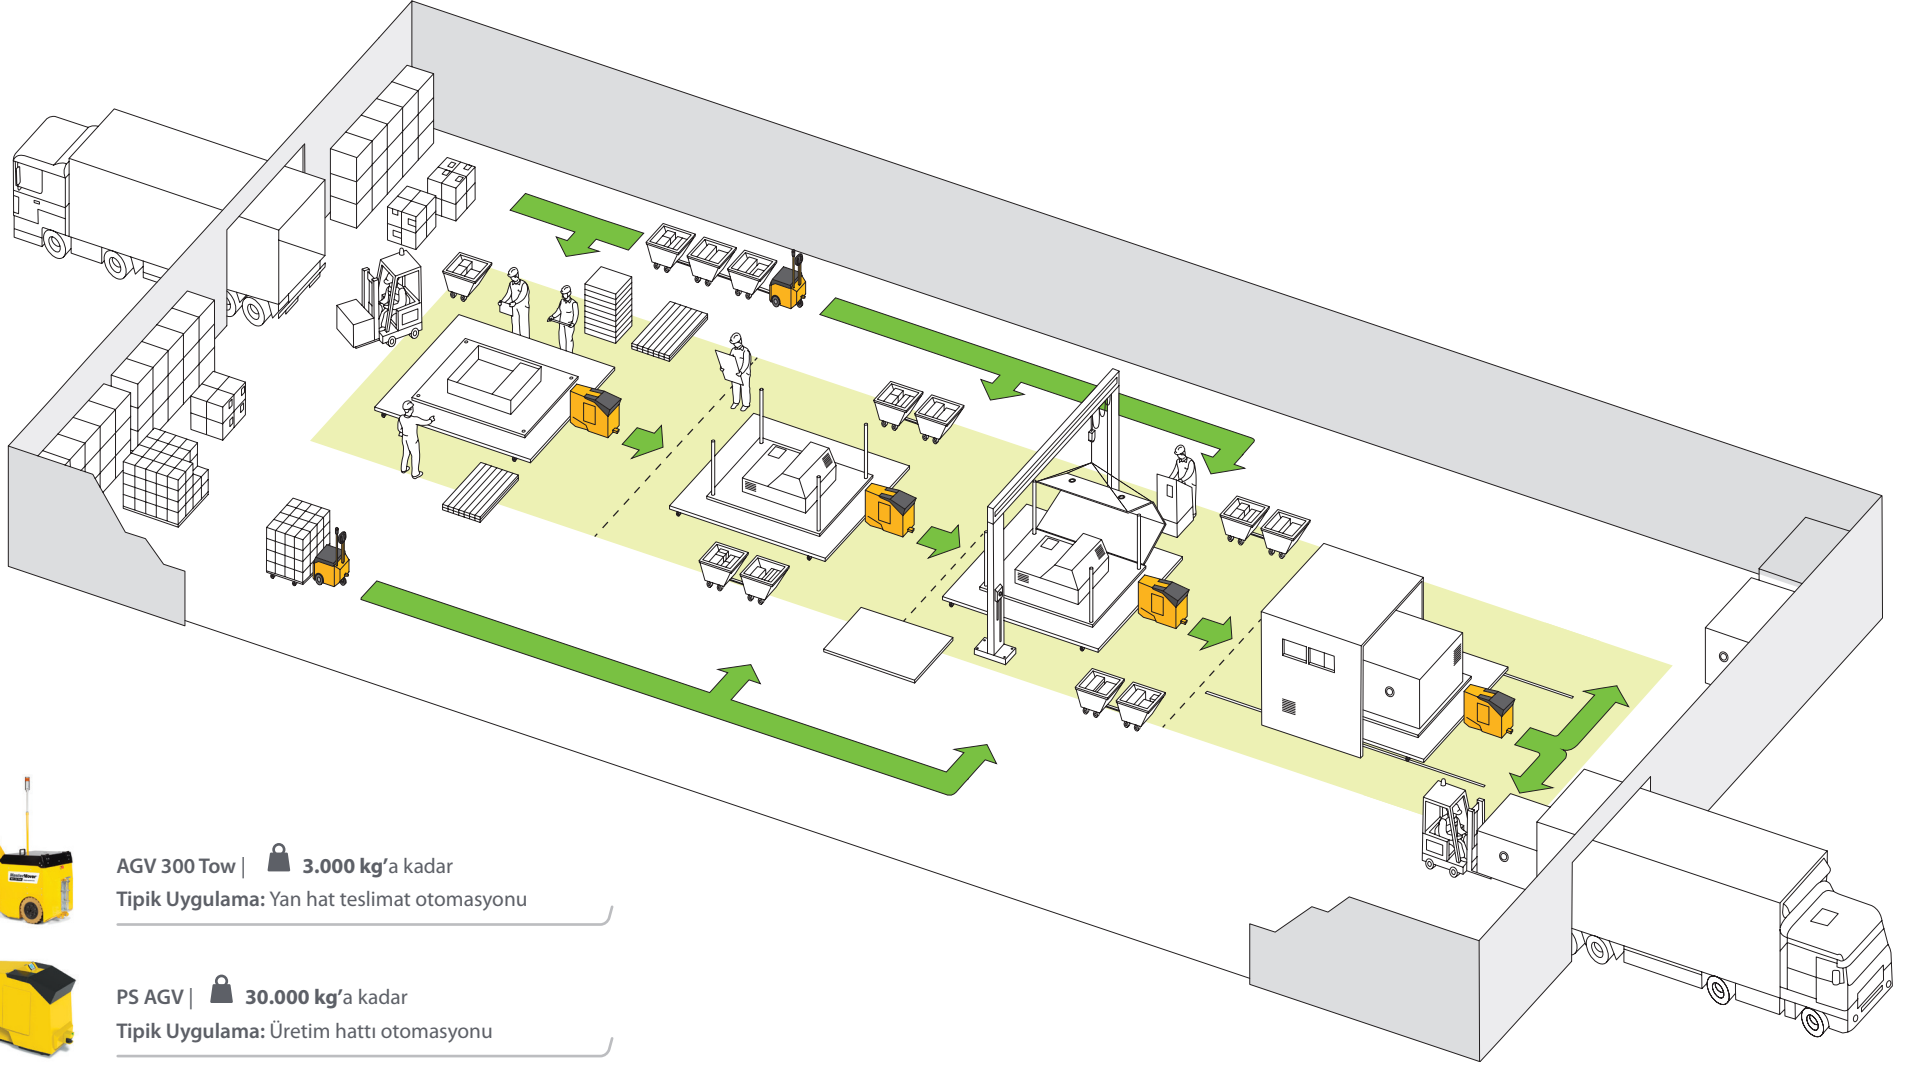 AGV 300 Tow | 3.000 kg'a kadar
Tipik Uygulama: Yan hat teslimat otomasyonu
PS AGV | 30.000 kg'a kadar
Tipik Uygulama: Üretim hattı otomasyonu